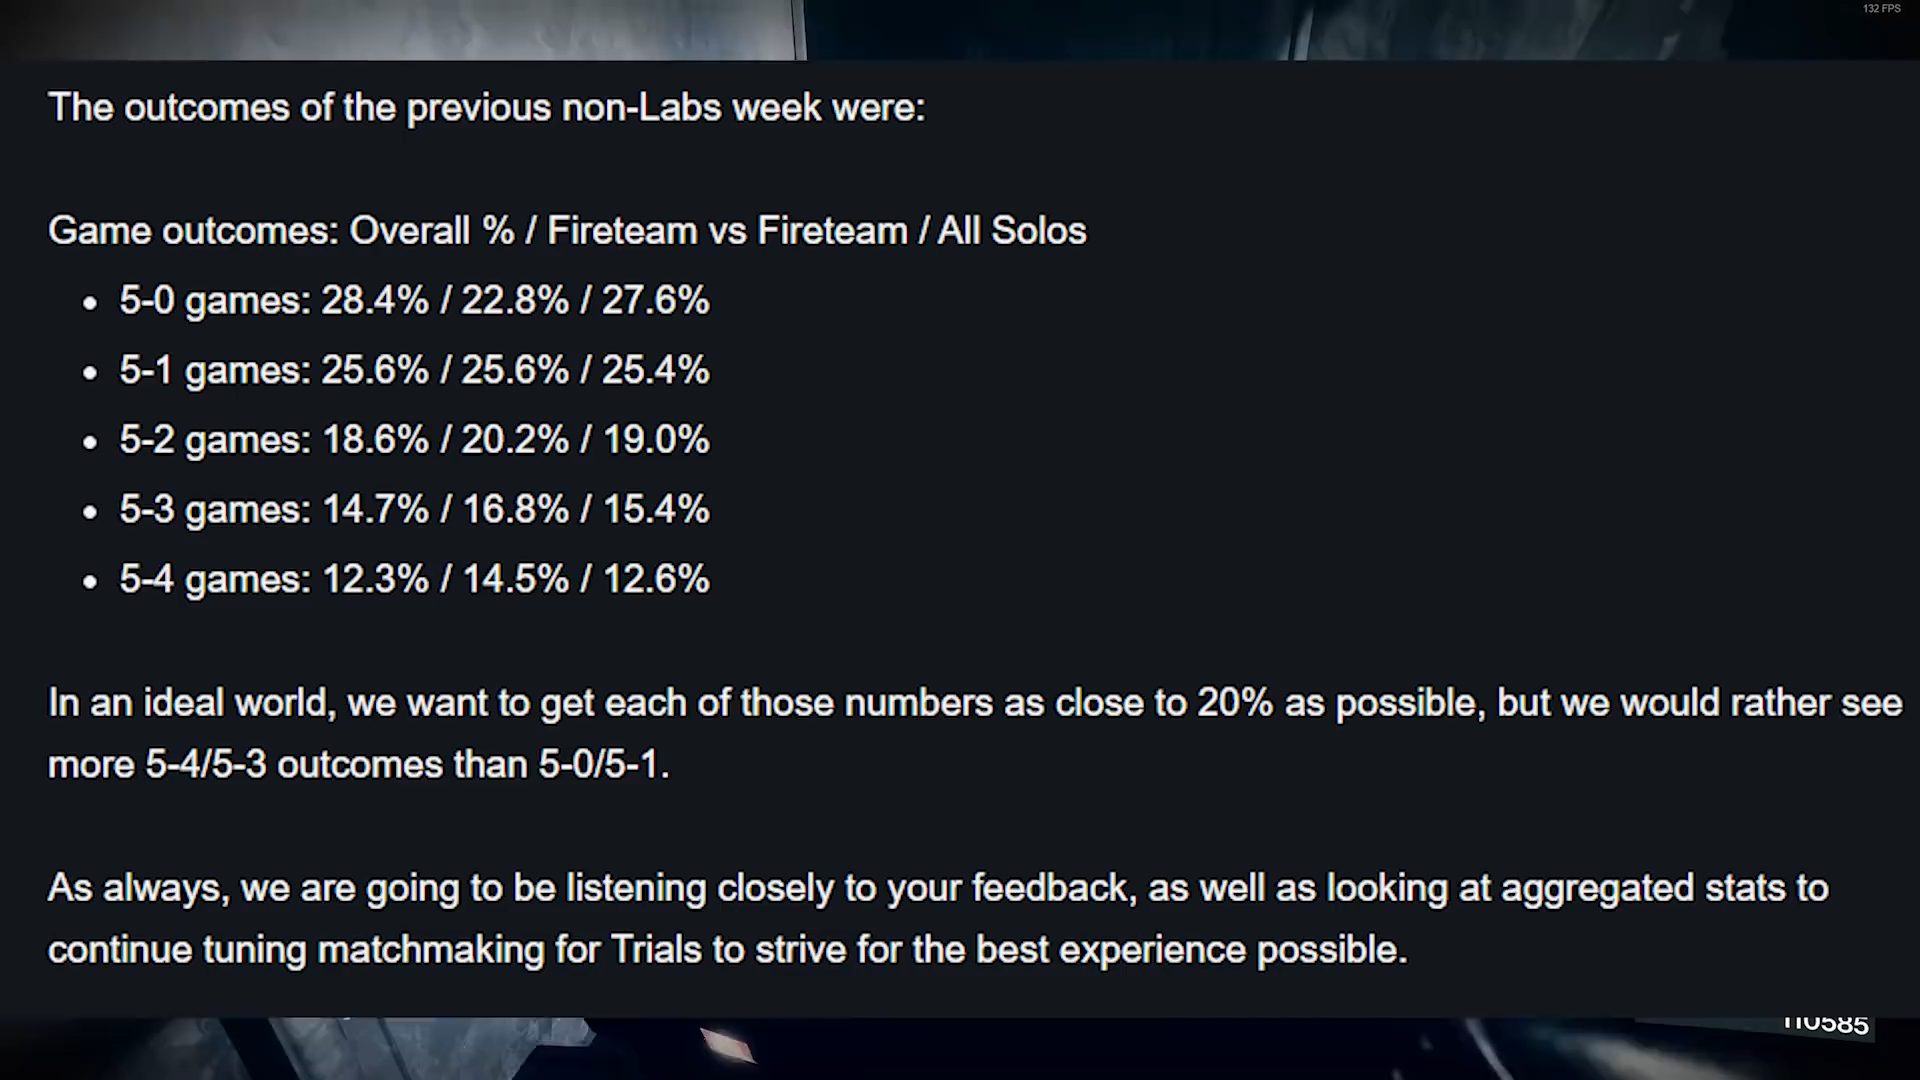 132 FPS
The outcomes of the previous non-Labs week were:
Game outcomes: Overall % / Fireteam vs Fireteam / All Solos
• 5-0 games: 28.4% / 22.8% / 27.6%
• 5-1 games: 25.6% / 25.6% / 25.4%
• 5-2 games: 18.6% / 20.2% / 19.0%
• 5-3 games: 14.7% / 16.8% / 15.4%
• 5-4 games: 12.3% / 14.5% / 12.6%
In an ideal world, we want to get each of those numbers as close to 20% as possible, but we would rather see
more 5-4/5-3 outcomes than 5-0/5-1.
As always, we are going to be listening closely to your feedback, as well as looking at aggregated stats to
continue tuning matchmaking for Trials to strive for the best experience possible.